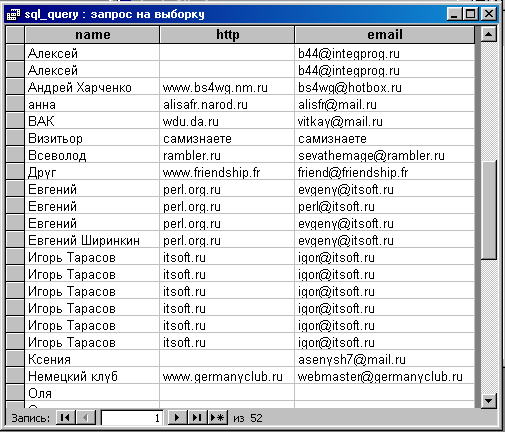 sql_query : запрос на выборку
name http email
Алексей b44@integprog.ru
Алексей b44@integprog.ru
Андрей Харченко www.bs4wg.nm.ru bs4wg@hotbox.ru
анна alisafr.narod.ru alisfr@mail.ru
ВАК wdu.da.ru vitkay@mail.ru
Визитьор самизнаете самизнаете
Всеволод rambler.ru sevathemage@rambler.ru
Друг www.friendship.fr friend@friendship.fr
Евгений perl.org.ru evgeny@itsoft.ru
Евгений perl.org.ru perl@itsoft.ru
Евгений perl.org.ru evgeny@itsoft.ru
Евгений Ширинкин perl.org.ru evgeny@itsoft.ru
Игорь Тарасов itsoft.ru igor@itsoft.ru
Игорь Тарасов itsoft.ru igor@itsoft.ru
Игорь Тарасов itsoft.ru igor@itsoft.ru
Игорь Тарасов itsoft.ru igor@itsoft.ru
Игорь Тарасов itsoft.ru igor@itsoft.ru
Игорь Тарасов itsoft.ru igor@itsoft.ru
Ксения asenysh7@mail.ru
Немецкий клуб www.germanyclub.ru webmaster@germanyclub.ru
Оля
Запись: 1 из 52